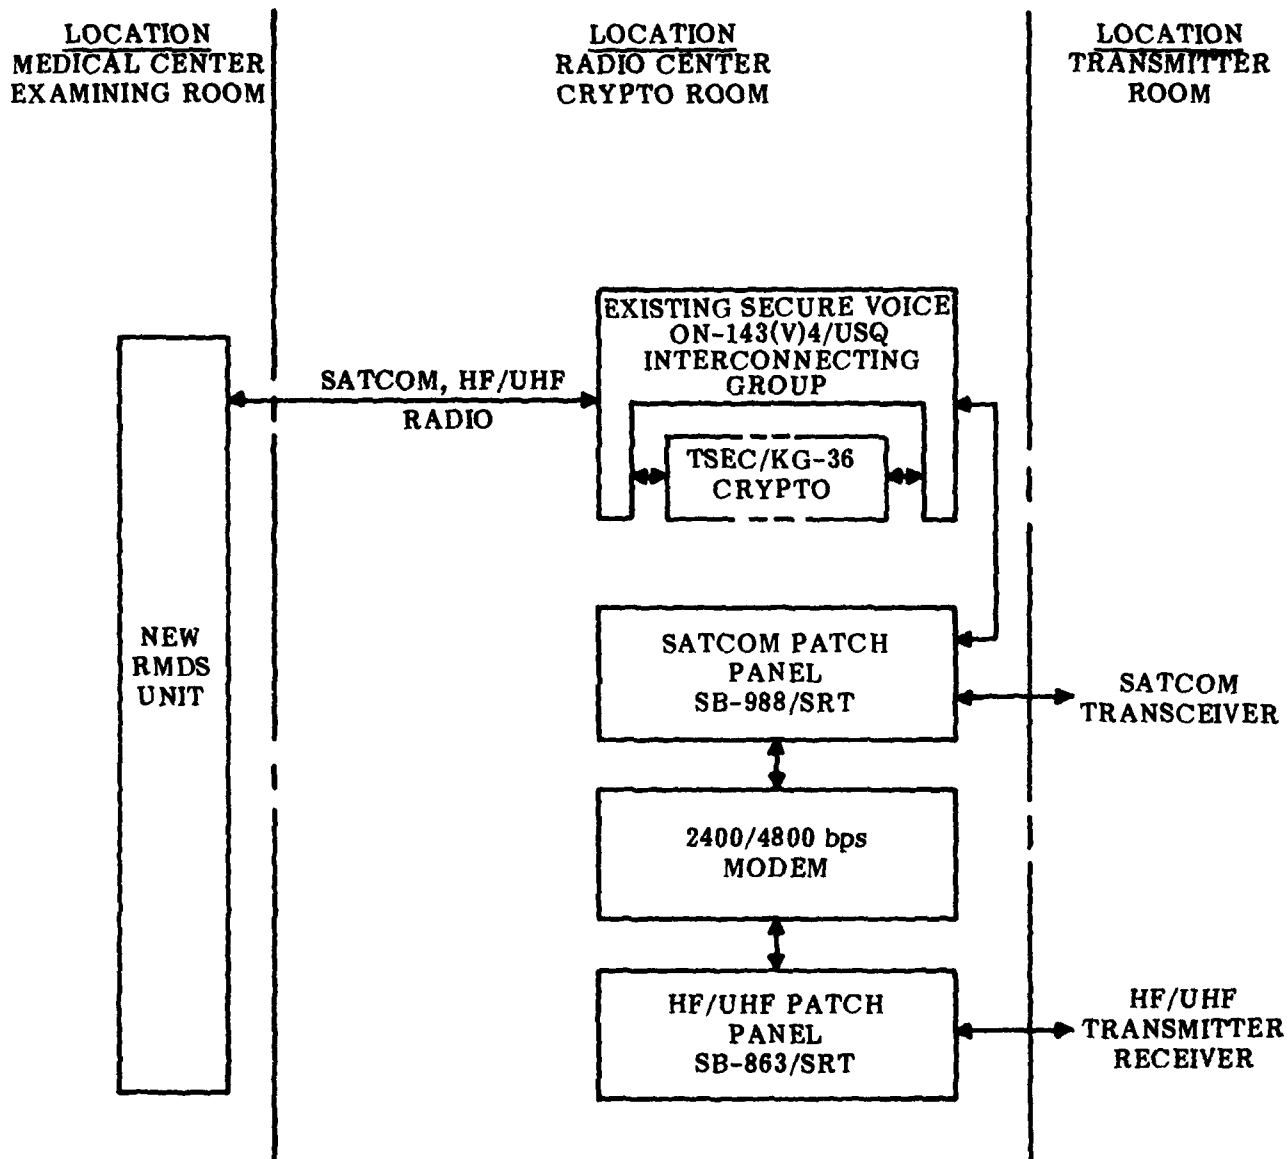 LOCATION
MEDICAL CENTER
EXAMINING ROOM
LOCATION
RADIO CENTER
CRYPTO ROOM
LOCATION
TRANSMITTER
ROOM
EXISTING SECURE VOICE
ON-143(V)4/USQ
INTERCONNECTING
GROUP
SATCOM, HF/UHF
RADIO
TSEC/KG-36
CRYPTO
NEW
RMDS
UNIT
SATCOM PATCH
PANEL
SB-988/SRT
SATCOM
TRANSCEIVER
2400/4800 bps
MODEM
HF/UHF PATCH
PANEL
SB-863/SRT
HF/UHF
TRANSMITTER
RECEIVER